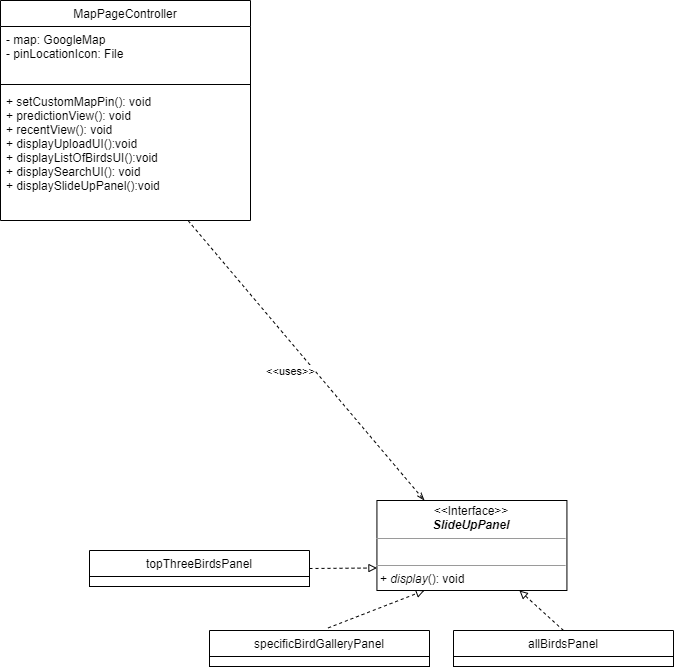 MapPageController
- map: GoogleMap
- pinLocationIcon: File
+ setCustomMapPin(): void
+ predictionView(): void
+ recentView(): void
+ displayUploadUI():void
+ displayListOfBirdsUI():void
+ displaySearchUI(): void
+ displaySlideUpPanel():void
<<uses>>
<<Interface>>
SlideUpPanel
+ display(): void
topThreeBirdsPanel
specificBirdGalleryPanel
allBirdsPanel